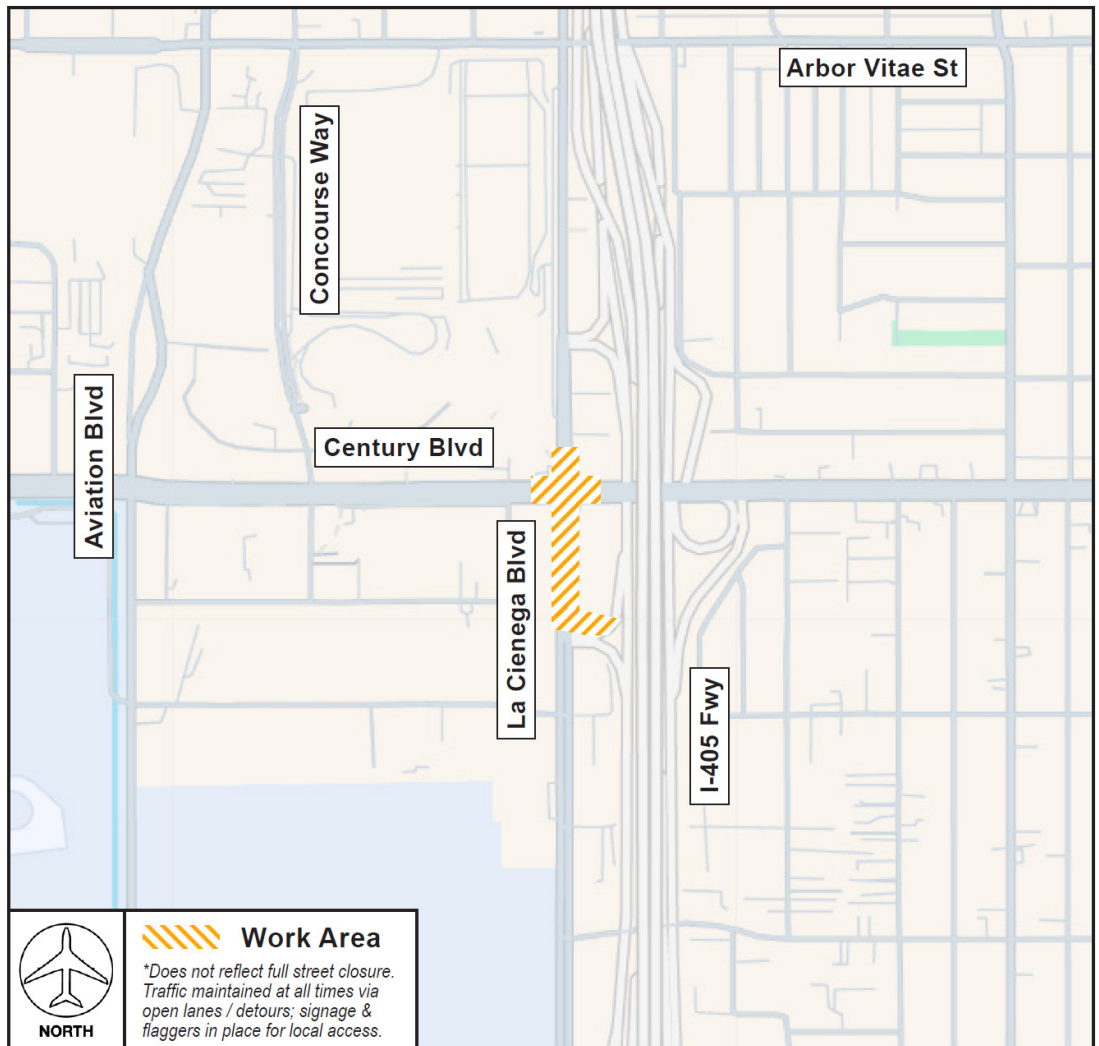 Arbor Vitae St
Concourse Way
Aviation Blvd
Century Blvd
La Cienega Blvd
I-405 Fwy
NORTH
Work Area
*Does not reflect full street closure.
Traffic maintained at all times via
open lanes / detours; signage &
flaggers in place for local access.